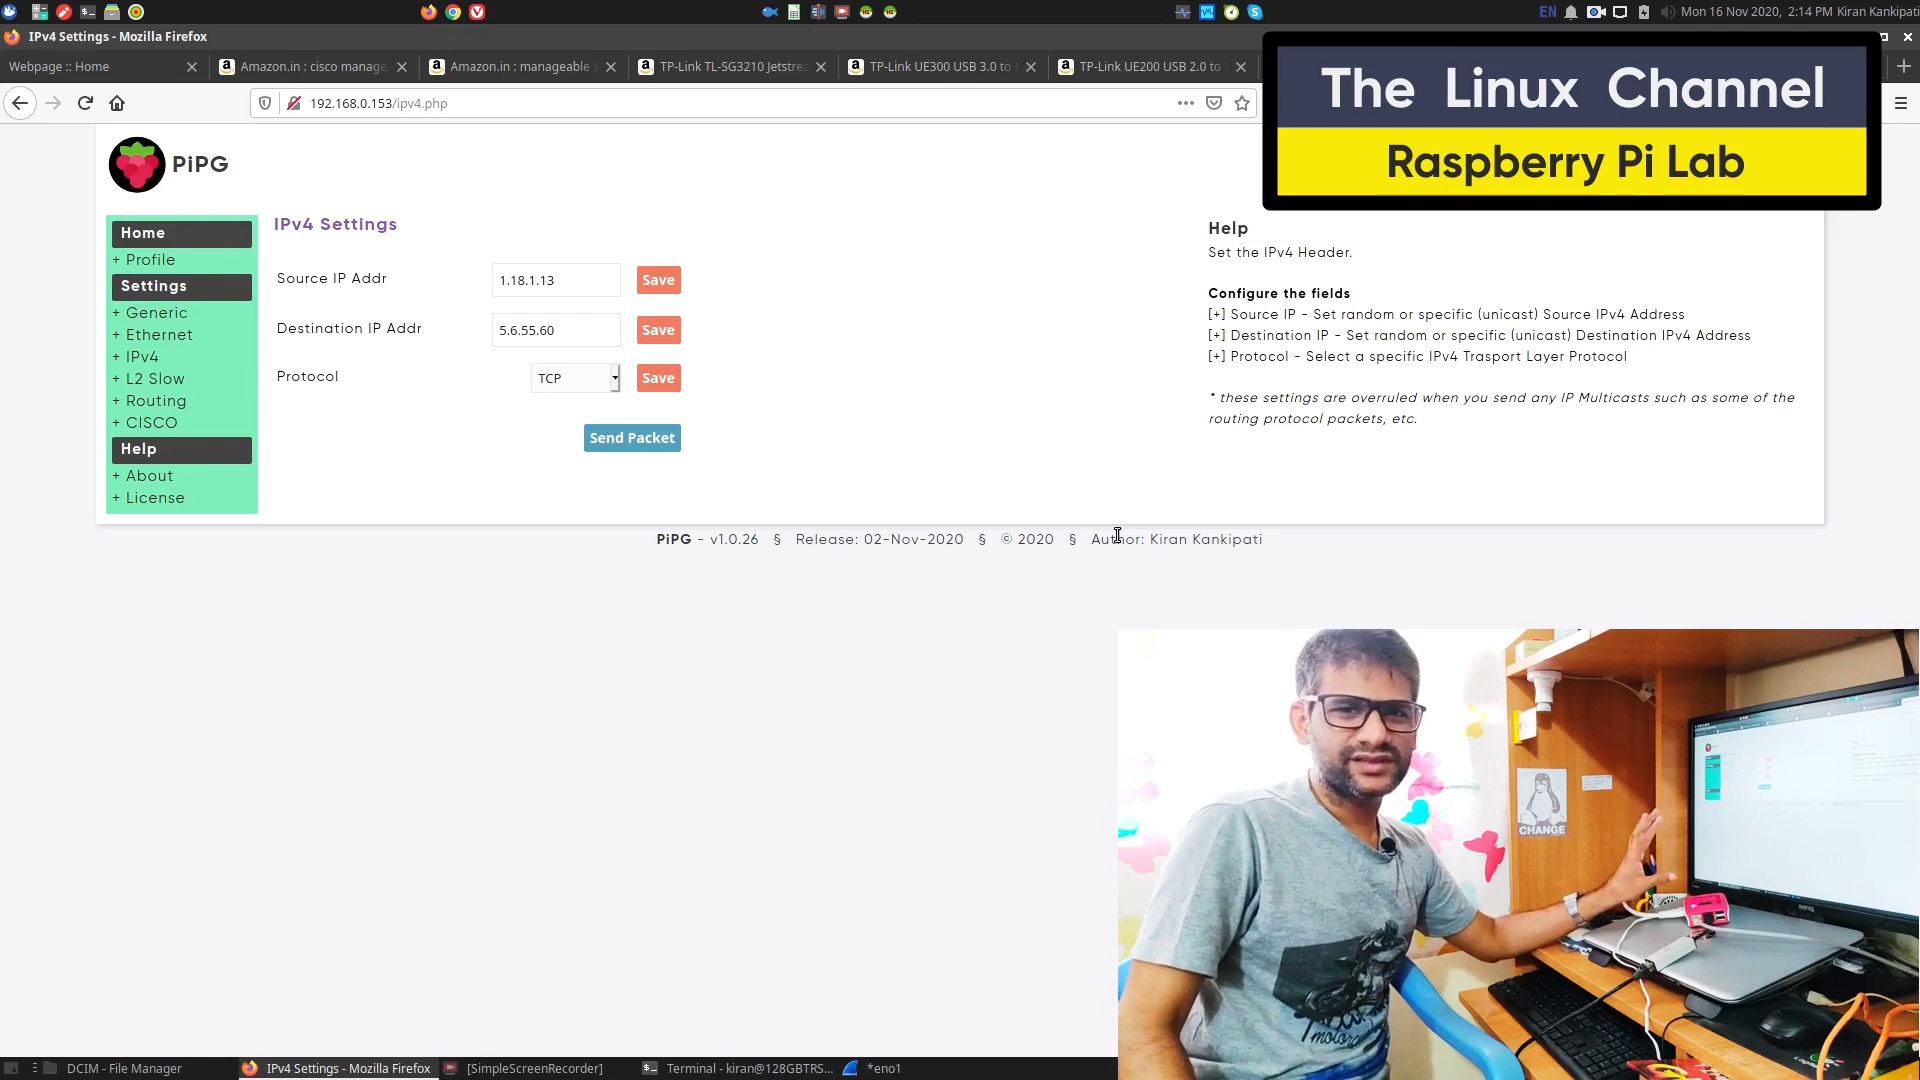 Mon 16 Nov 2020, 2:14 PM Kiran Kankipati
EN
IPv4 Settings - Mozilla Firefox
Webpage :: Home
Amazon.in : cisco manage
Amazon.in : manageable s
TP-Link TL-SG3210 Jetstrea
TP-Link UE300 USB 3.0 to
TP-Link UE200 USB 2.0 to
192.168.0.153/ipv4.php
The Linux Channel
Raspberry Pi Lab
PiPG
Home
+ Profile
Settings
+ Generic
+ Ethernet
+ IPv4
+ L2 Slow
+ Routing
+ CISCO
Help
+ About
+ License
IPv4 Settings
Source IP Addr 1.18.1.13 Save
Destination IP Addr 5.6.55.60 Save
Protocol TCP Save
Send Packet
Help
Set the IPv4 Header.
Configure the fields
[+] Source IP - Set random or specific (unicast) Source IPv4 Address
[+] Destination IP - Set random or specific (unicast) Destination IPv4 Address
[+] Protocol - Select a specific IPv4 Trasport Layer Protocol
* these settings are overruled when you send any IP Multicasts such as some of the
routing protocol packets, etc.
PiPG - v1.0.26 § Release: 02-Nov-2020 § © 2020 § Author: Kiran Kankipati
CHANGE
BenQ
DCIM - File Manager
IPv4 Settings - Mozilla Firefox
[SimpleScreenRecorder]
Terminal - kiran@128GBTRS...
*eno1